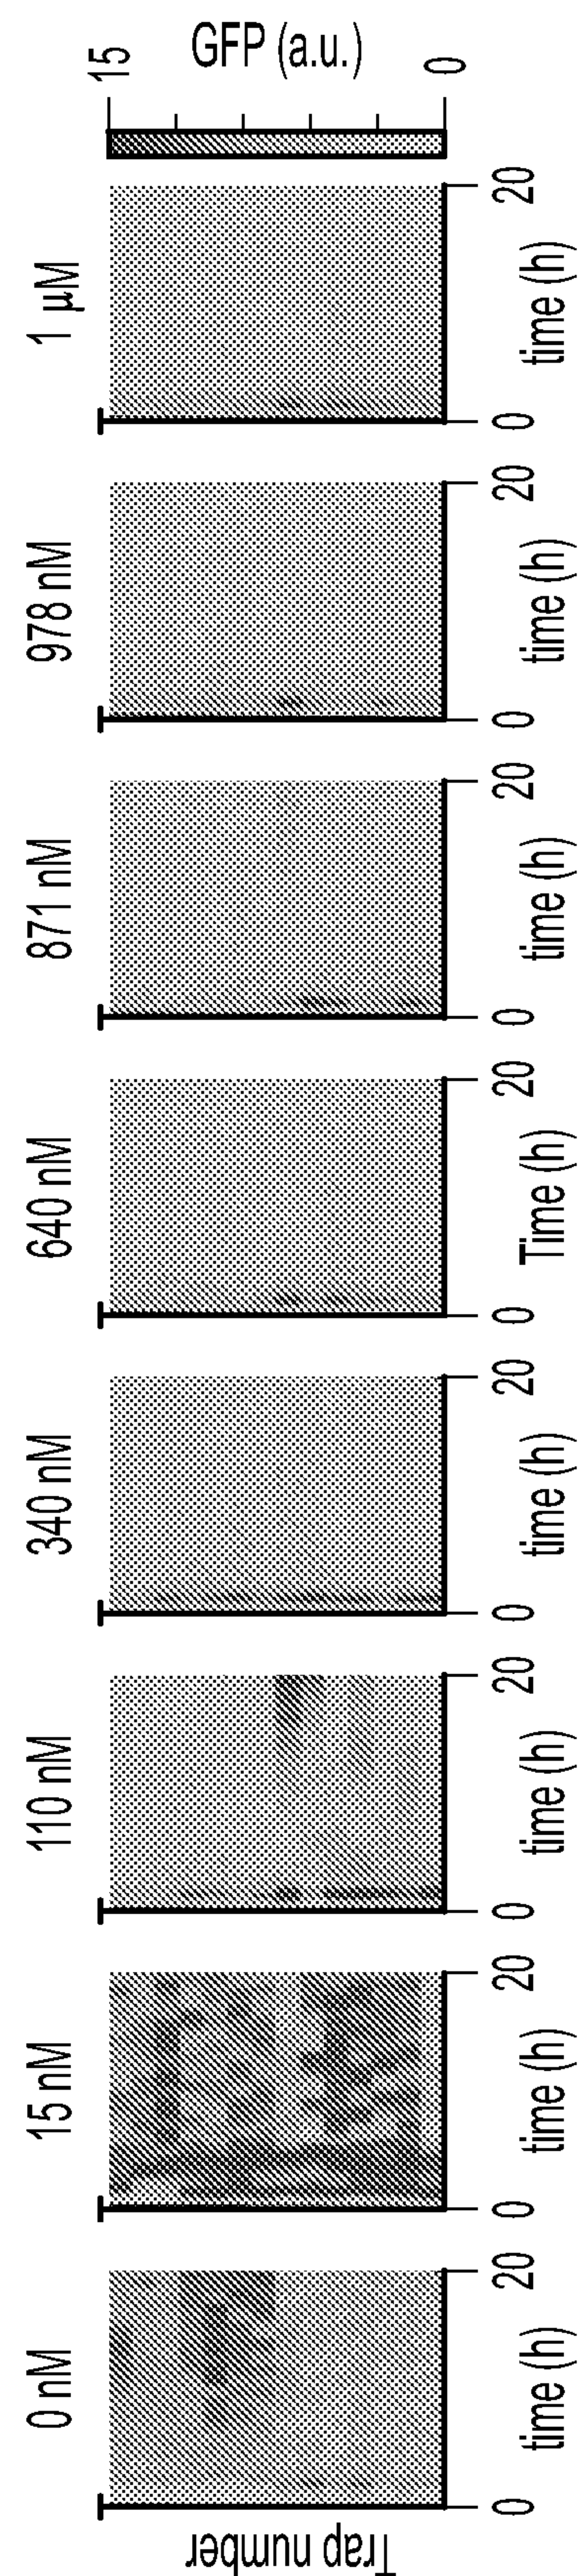 Trap number
0 nM
0
20
time (h)
15 nM
0
20
time (h)
110 nM
0
20
time (h)
340 nM
0
20
time (h)
640 nM
0
20
Time (h)
871 nM
0
20
time (h)
978 nM
0
20
time (h)
1 µM
0
20
time (h)
15
GFP (a.u.)
0